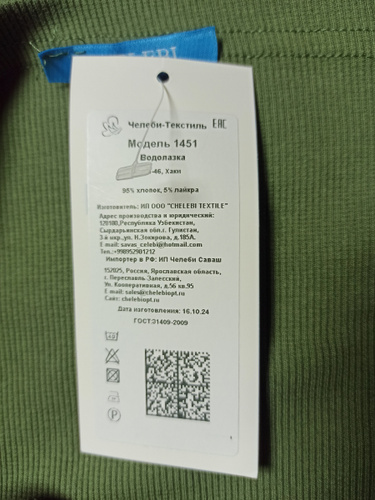 Челеби-Текстиль EAC
Модель 1451
Водолазка
-46, Хаки
95% хлопок, 5% лайкра
Изготовитель: ИП ООО "CHELEBI TEXTILE"
Адрес производства и юридический:
120100,Республика Узбекистан,
Сырдарьинская обл.г. Гулистан,
3-й мкр.,ул. Н.Зокирова, д.185А.
E-mail: savas_celebi@hotmail.com
Тел.:+998952901212
Импортер в РФ: ИП Челеби Саваш
152025, Россия, Ярославская область,
г. Переславль Залесский,
Ул. Кооперативная, д.56 кв.95
E-mail: sales@chelebiopt.ru
Сайт: chelebiopt.ru
Дата изготовления: 16.10.24
ГОСТ:31409-2009